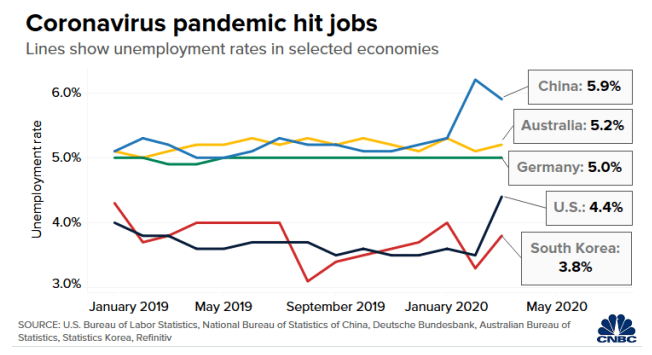 Coronavirus pandemic hit jobs
Lines show unemployment rates in selected economies
Unemployment rate
6.0%
5.0%
4.0%
3.0%
China: 5.9%
Australia: 5.2%
Germany: 5.0%
U.S.: 4.4%
South Korea:
3.8%
January 2019
May 2019
September 2019
January 2020
May 2020
SOURCE: U.S. Bureau of Labor Statistics, National Bureau of Statistics of China, Deutsche Bundesbank, Australian Bureau of
Statistics, Statistics Korea, Refinitiv
CNBC